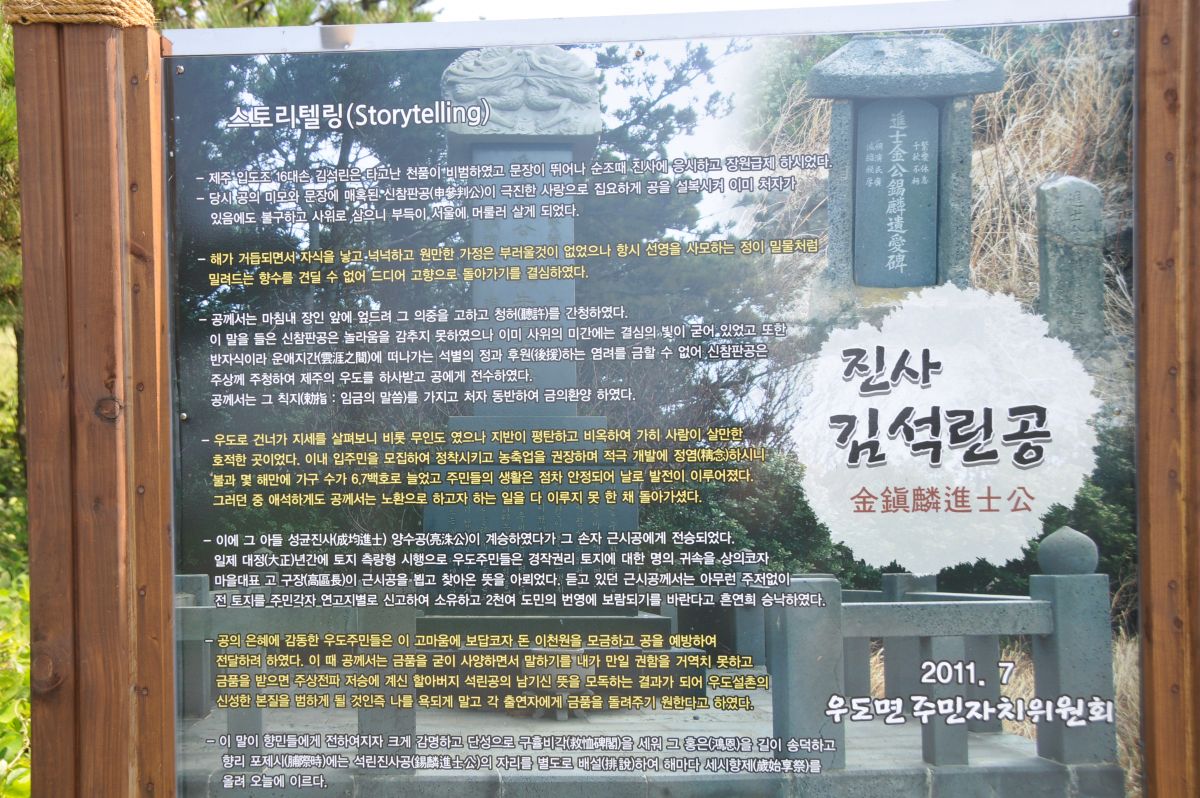 스토리텔링(Storytelling)
- 제주 입도조 16대손 김석린은 타고난 천품이 비범하였고 문장이 뛰어나 순조때 진사에 응시하고 장원급제 하시었다.
- 당시 공의 미모와 문장에 매혹된 신참판공(申參判公)이 극진한 사랑으로 집요하게 공을 설복시켜 이미 처자가
있음에도 불구하고 사위로 삼으니 부득이 서울에 머물러 살게 되었다.
- 해가 거듭되면서 자식을 낳고 넉넉하고 원만한 가정은 부러울것이 없었으나 항시 선영을 사모하는 정이 밀물처럼
밀려드는 향수를 견딜 수 없어 드디어 고향으로 돌아가기를 결심하였다.
- 공께서는 마침내 장인 앞에 엎드려 그 의중을 고하고 청허(聽許)를 간청하였다.
이 말을 들은 신참판공은 놀라움을 감추지 못하였으나 이미 사위의 미간에는 결심의 빛이 굳어 있었고 또한
반자식이라 운애지간(雲涯之間)에 떠나가는 석별의 정과 후원(後援)하는 염려를 금할 수 없어 신참판공은
주상께 주청하여 제주의 우도를 하사받고 공에게 전수하였다.
공께서는 그 칙지(勅指 : 임금의 말씀)를 가지고 처자 동반하여 금의환양 하였다.
- 우도로 건너가 지세를 살펴보니 비롯 무인도 였으나 지반이 평탄하고 비옥하여 가히 사람이 살만한
호적한 곳이었다. 이내 입주민을 모집하여 정착시키고 농축업을 권장하며 적극 개발에 정염(精念)하시니
불과 몇 해만에 가구 수가 6,7백호로 늘었고 주민들의 생활은 점차 안정되어 날로 발전이 이루어졌다.
그러던 중 애석하게도 공께서는 노환으로 하고자 하는 일을 다 이루지 못 한 채 돌아가셨다.
- 이에 그 아들 성균진사(成均進士) 양수공(亮洙公)이 계승하였다가 그 손자 근시공에게 전승되었다.
일제 대정(大正)년간에 토지 측량형 시행으로 우도주민들은 경작권리 토지에 대한 명의 귀속을 상의코자
마을대표 고 구장(高區長)이 근시공을 뵙고 찾아온 뜻을 아뢰었다. 듣고 있던 근시공께서는 아무런 주저없이
전 토지를 주민각자 연고지별로 신고하여 소유하고 2천여 도민의 번영에 보람되기를 바란다고 흔연희 승낙하였다.
- 공의 은혜에 감동한 우도주민들은 이 고마움에 보답코자 돈 이천원을 모금하고 공을 예방하여
전달하려 하였다. 이 때 공께서는 금품을 굳이 사양하면서 말하기를 내가 만일 권함을 거역치 못하고
금품을 받으면 주상전파 저승에 계신 할아버지 석린공의 남기신 뜻을 모독하는 결과가 되어 우도설촌의
신성한 본질을 범하게 될 것인즉 나를 욕되게 말고 각 출연자에게 금품을 돌려주기 원한다고 하였다.
- 이 말이 향민들에게 전하여지자 크게 감명하고 단성으로 구휼비각(救恤碑閣)을 세워 그 홍은(鴻恩)을 길이 송덕하고
향리 포제시(酺祭時)에는 석린진사공(錫麟進士公)의 자리를 별도로 배설(排設)하여 해마다 세시향제(歲始享祭)를
올려 오늘에 이르다.
進士金公錫麟遺愛碑
진사
김석린공
金鎭麟進士公
2011. 7
우도면 주민자치위원회